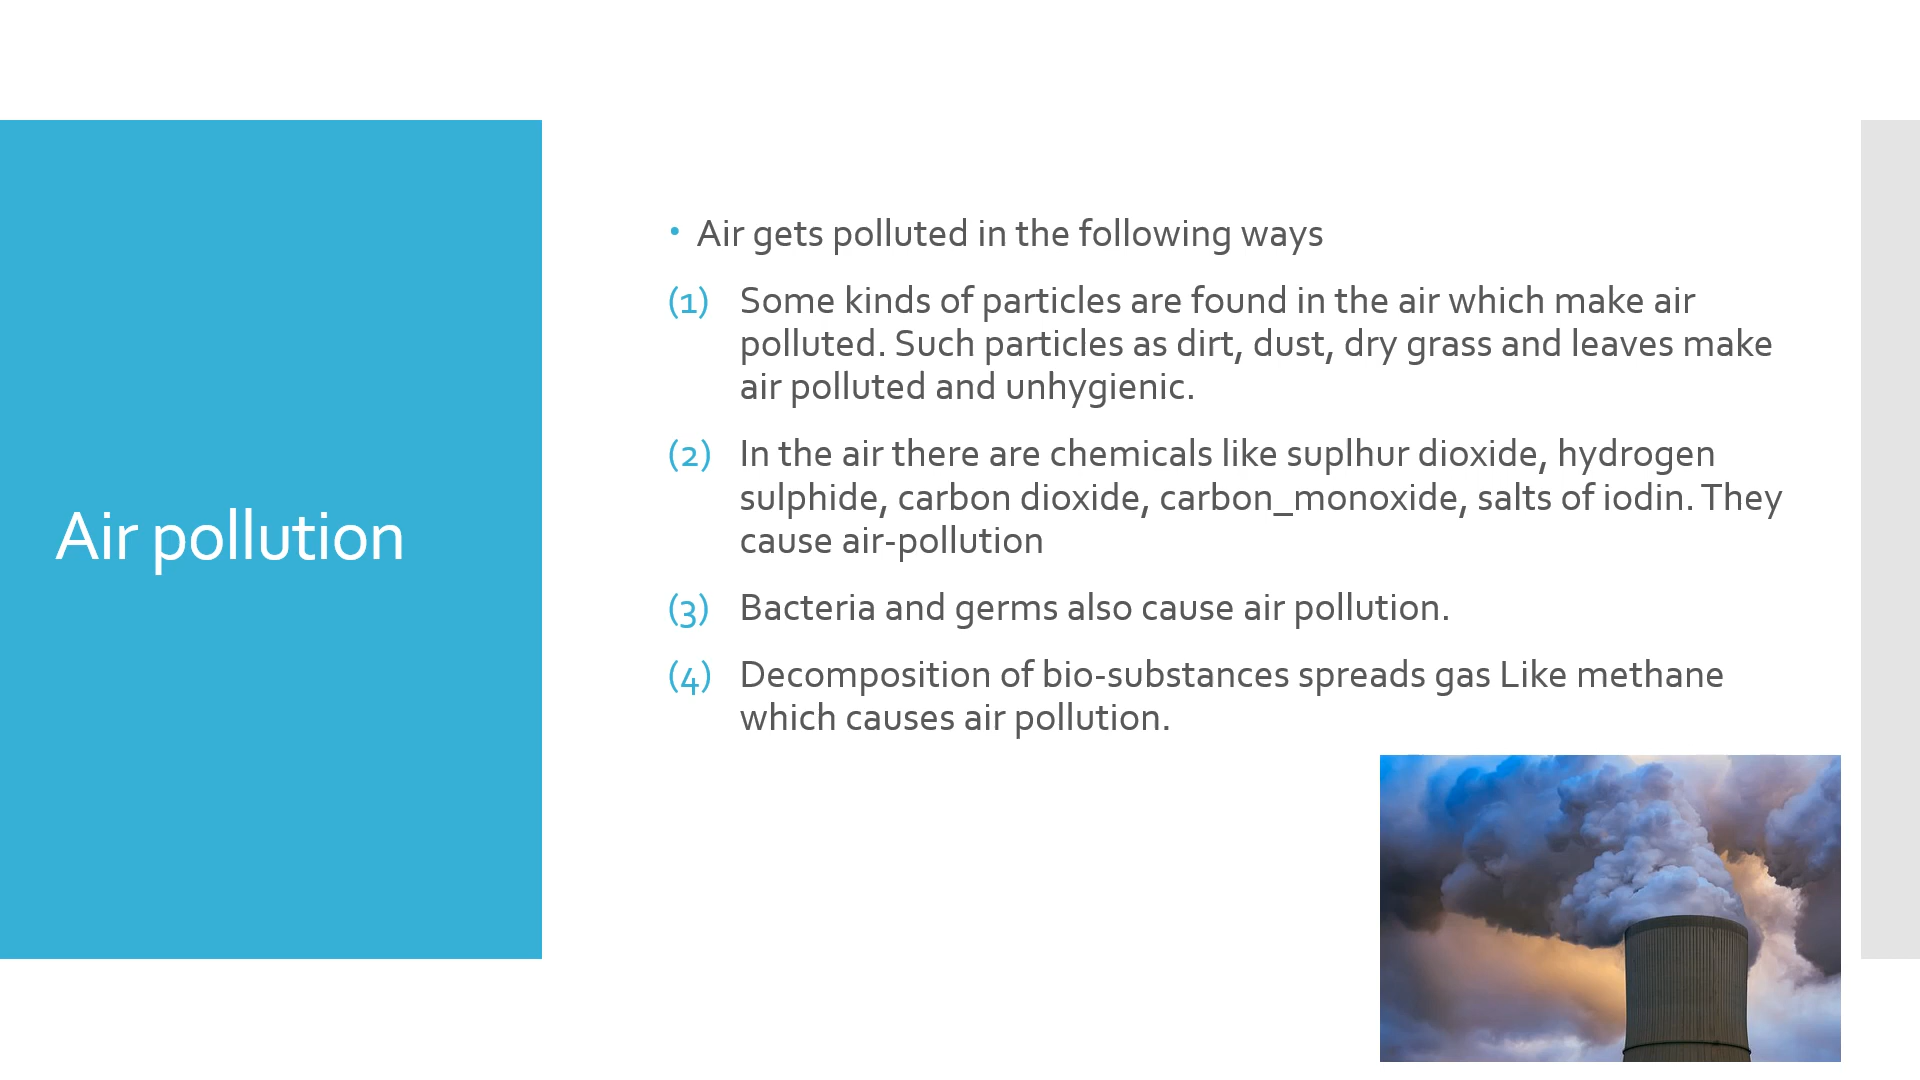 Air pollution
• Air gets polluted in the following ways
(1) Some kinds of particles are found in the air which make air
polluted. Such particles as dirt, dust, dry grass and leaves make
air polluted and unhygienic.
(2) In the air there are chemicals like suplhur dioxide, hydrogen
sulphide, carbon dioxide, carbon_monoxide, salts of iodin. They
cause air-pollution
(3) Bacteria and germs also cause air pollution.
(4) Decomposition of bio-substances spreads gas Like methane
which causes air pollution.